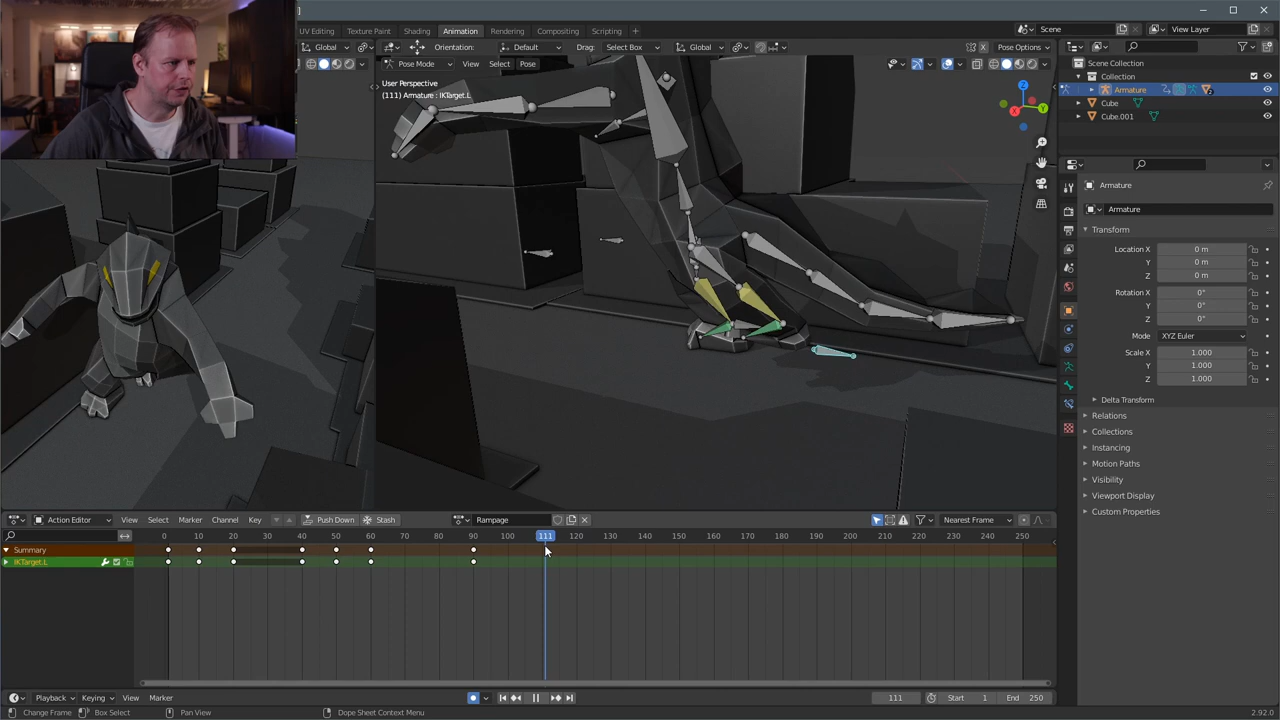 UV Editing Texture Paint Shading Animation Rendering Compositing Scripting +
Scene View Layer
Global Orientation: Default Drag: Select Box Global Pose Options
Pose Mode View Select Pose
User Perspective
(111) Armature : IKTarget.L
Z
Y
X
Scene Collection
Collection
Armature
Cube
Cube.001
Armature
Armature
Transform
Location X 0 m
Y 0 m
Z 0 m
Rotation X 0°
Y 0°
Z 0°
Mode XYZ Euler
Scale X 1.000
Y 1.000
Z 1.000
Delta Transform
Relations
Collections
Instancing
Motion Paths
Visibility
Viewport Display
Custom Properties
Action Editor View Select Marker Channel Key Push Down Stash Rampage Nearest Frame
0 10 20 30 40 50 60 70 80 90 100 111 120 130 140 150 160 170 180 190 200 210 220 230 240 250
Summary
IKTarget.L
Playback Keying View Marker 111 Start 1 End 250
Change Frame Box Select Pan View Dope Sheet Context Menu 2.92.0